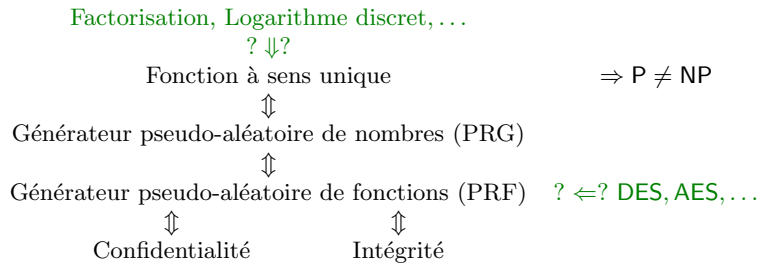 Factorisation, Logarithme discret, . . .
? ⇓?
Fonction à sens unique ⇒ P ≠ NP
⇕
Générateur pseudo-aléatoire de nombres (PRG)
⇕
Générateur pseudo-aléatoire de fonctions (PRF) ? ⇐? DES, AES, . . .
⇕ ⇕
Confidentialité Intégrité